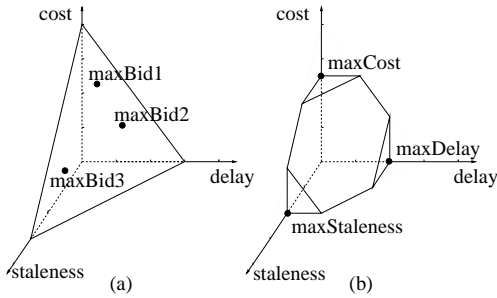 cost
maxBid1
maxBid2
maxBid3
delay
staleness
(a)
cost
maxCost
maxDelay
delay
maxStaleness
staleness
(b)